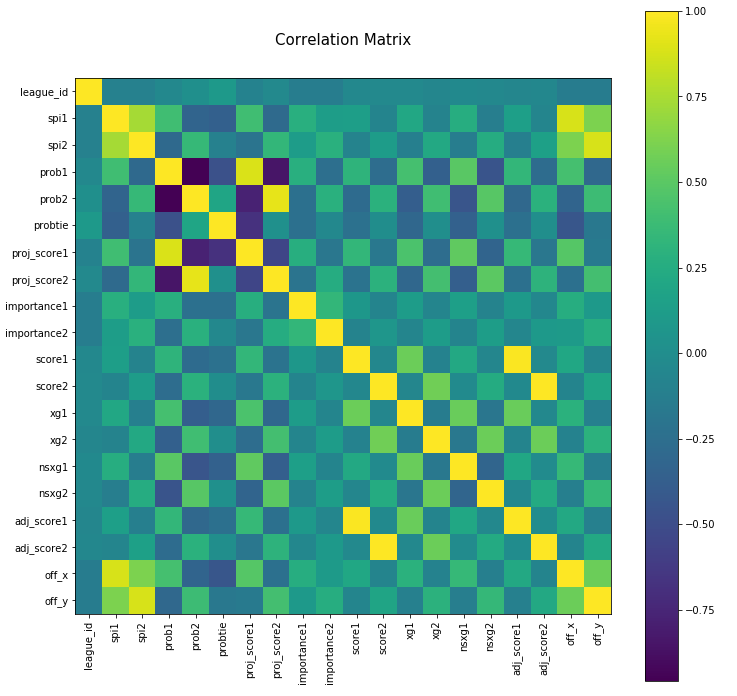 Correlation Matrix
league_id
spi1
spi2
prob1
prob2
probtie
proj_score1
proj_score2
importance1
importance2
score1
score2
xg1
xg2
nsxg1
nsxg2
adj_score1
adj_score2
off_x
off_y
league_id
spi1
spi2
prob1
prob2
probtie
proj_score1
proj_score2
importance1
importance2
score1
score2
xg1
xg2
nsxg1
nsxg2
adj_score1
adj_score2
off_x
off_y
1.00
0.75
0.50
0.25
0.00
−0.25
−0.50
−0.75